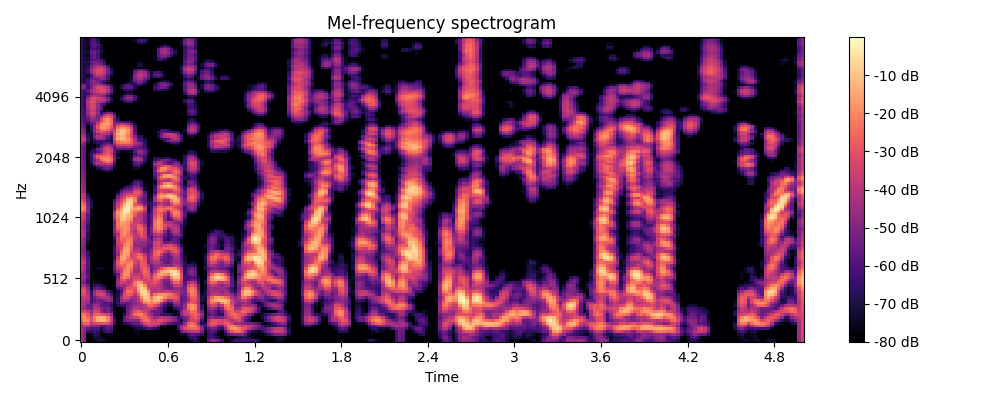 Mel-frequency spectrogram
Hz
4096
2048
1024
512
0
0 0.6 1.2 1.8 2.4 3 3.6 4.2 4.8
Time
-10 dB
-20 dB
-30 dB
-40 dB
-50 dB
-60 dB
-70 dB
-80 dB